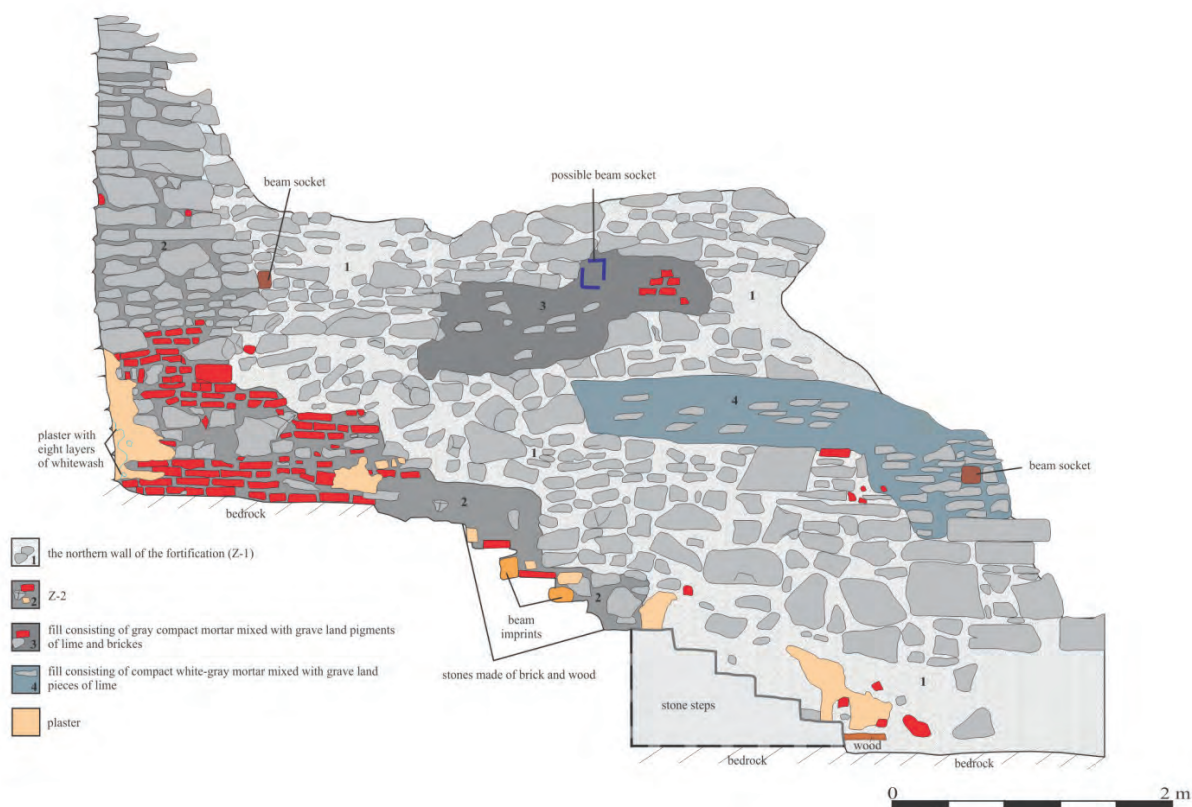 beam socket
possible beam socket
2
1
1
3
4
plaster with
eight layers
of whitewash
1
beam socket
bedrock
2
2
beam
imprints
stones made of brick and wood
1
stone steps
wood
bedrock
bedrock
1
the northern wall of the fortification (Z-1)
2
Z-2
3
fill consisting of gray compact mortar mixed with grave land pigments
of lime and brickes
4
fill consisting of compact white-gray mortar mixed with grave land
pieces of lime
plaster
0
2 m